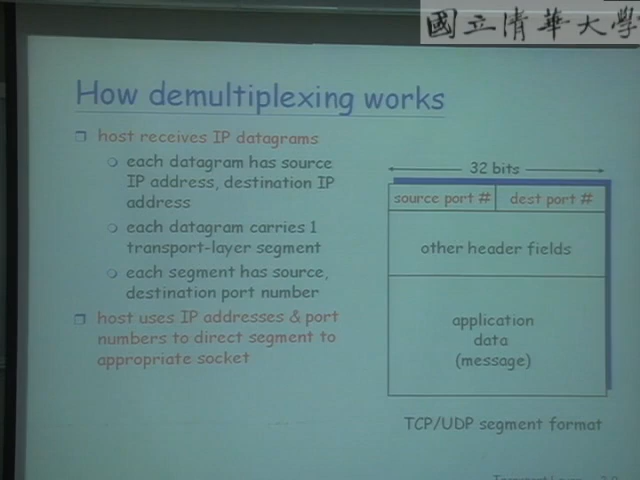 國立清華大學
How demultiplexing works
host receives IP datagrams
each datagram has source
IP address, destination IP
address
each datagram carries 1
transport-layer segment
each segment has source,
destination port number
host uses IP addresses & port
numbers to direct segment to
appropriate socket
32 bits
source port # dest port #
other header fields
application
data
(message)
TCP/UDP segment format